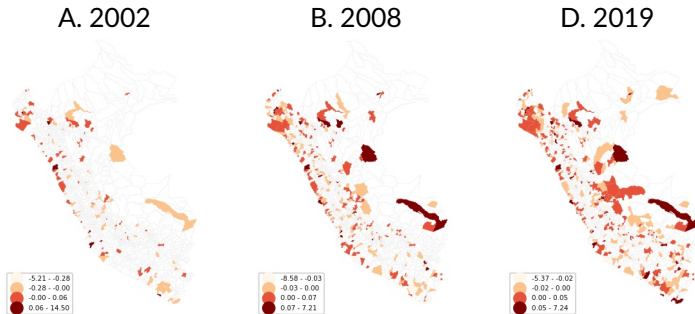 A. 2002
B. 2008
D. 2019
-5.21 - -0.28
-0.28 - -0.00
-0.00 - 0.06
0.06 - 14.50
-8.58 - -0.03
-0.03 - 0.00
0.00 - 0.07
0.07 - 7.21
-5.37 - -0.02
-0.02 - 0.00
0.00 - 0.05
0.05 - 7.24